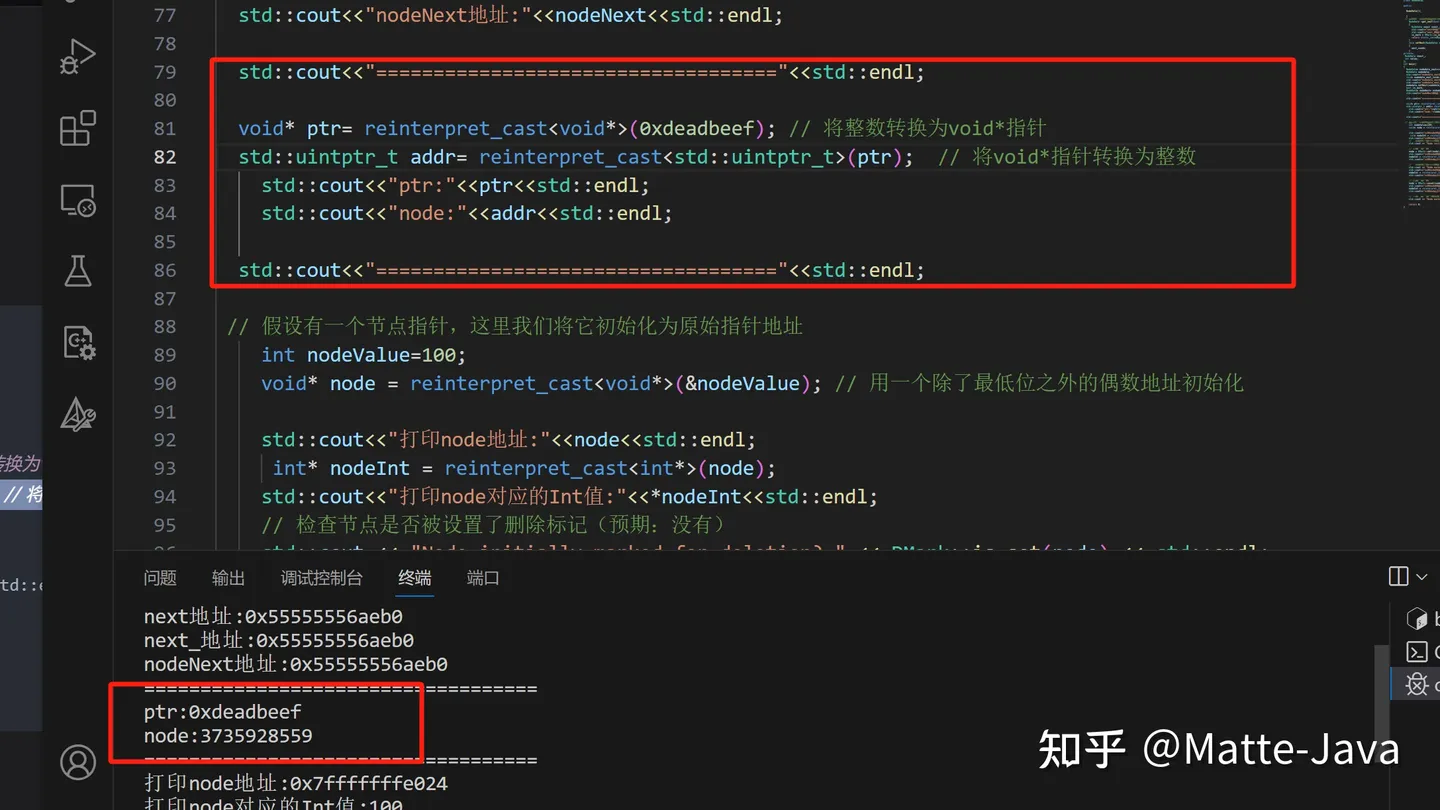 77 std::cout<<"nodeNext地址:"<<nodeNext<<std::endl;
78
79 std::cout<<"==================================="<<std::endl;
80
81 void* ptr= reinterpret_cast<void*>(0xdeadbeef); // 将整数转换为void*指针
82 std::uintptr_t addr= reinterpret_cast<std::uintptr_t>(ptr); // 将void*指针转换为整数
83 std::cout<<"ptr:"<<ptr<<std::endl;
84 std::cout<<"node:"<<addr<<std::endl;
85
86 std::cout<<"==================================="<<std::endl;
87
88 // 假设有一个节点指针，这里我们将它初始化为原始指针地址
89 int nodeValue=100;
90 void* node = reinterpret_cast<void*>(&nodeValue); // 用一个除了最低位之外的偶数地址初始化
91
92 std::cout<<"打印node地址:"<<node<<std::endl;
93 int* nodeInt = reinterpret_cast<int*>(node);
94 std::cout<<"打印node对应的Int值:"<<*nodeInt<<std::endl;
95 // 检查节点是否被设置了删除标记（预期：没有）
转换为
// 将
td::e
问题 输出 调试控制台 终端 端口
next地址:0x55555556aeb0
next_地址:0x55555556aeb0
nodeNext地址:0x55555556aeb0
===================================
ptr:0xdeadbeef
node:3735928559
===================================
打印node地址:0x7fffffffe024
打印node对应的Int值:100
知乎 @Matte-Java